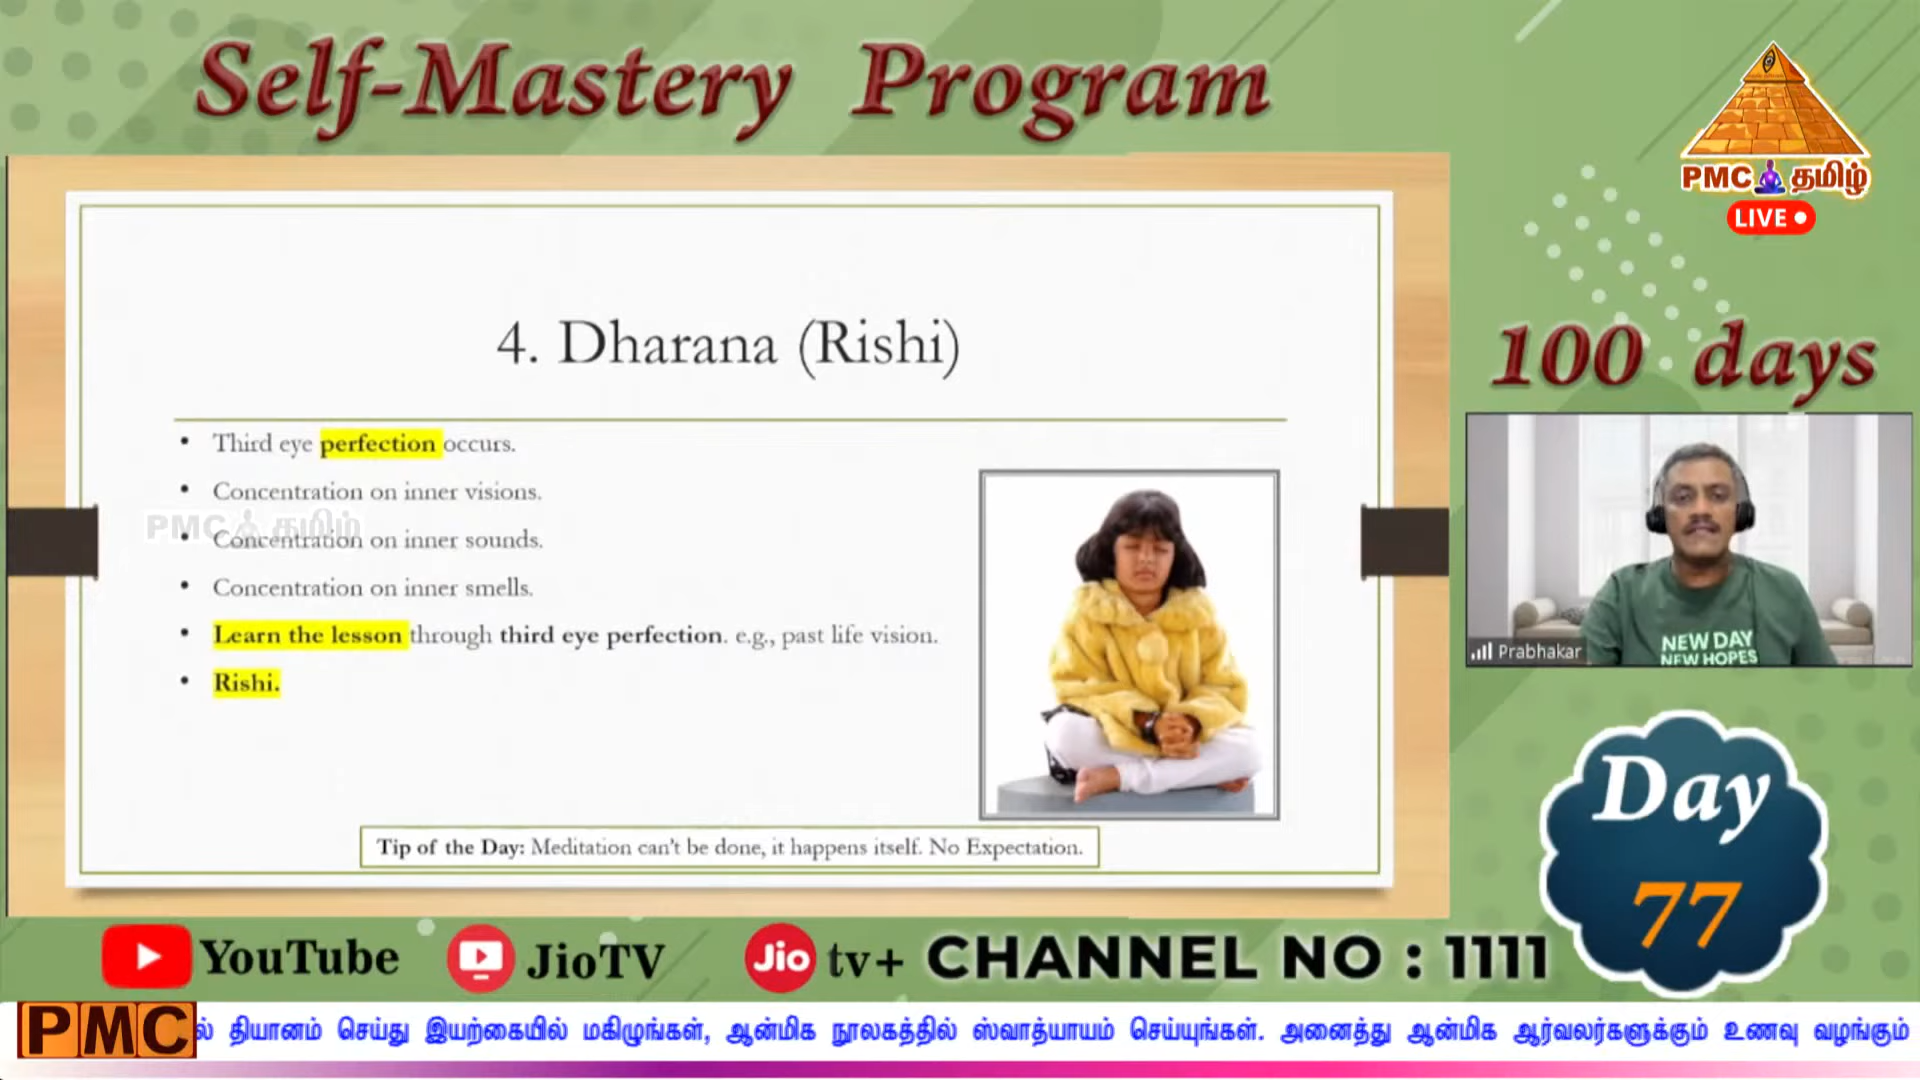 Self-Mastery Program
PMC தமிழ்
LIVE
100 days
4. Dharana (Rishi)
• Third eye perfection occurs.
• Concentration on inner visions.
PMC தமிழ்
• Concentration on inner sounds.
• Concentration on inner smells.
• Learn the lesson through third eye perfection. e.g., past life vision.
• Rishi.
Tip of the Day: Meditation can't be done, it happens itself. No Expectation.
NEW DAY
NEW HOPES
Prabhakar
Day
77
YouTube JioTV Jio tv+ CHANNEL NO : 1111
PMC ல் தியானம் செய்து இயற்கையில் மகிழுங்கள், ஆன்மிக நூலகத்தில் ஸ்வாத்யாயம் செய்யுங்கள். அனைத்து ஆன்மிக ஆர்வலர்களுக்கும் உணவு வழங்கும்